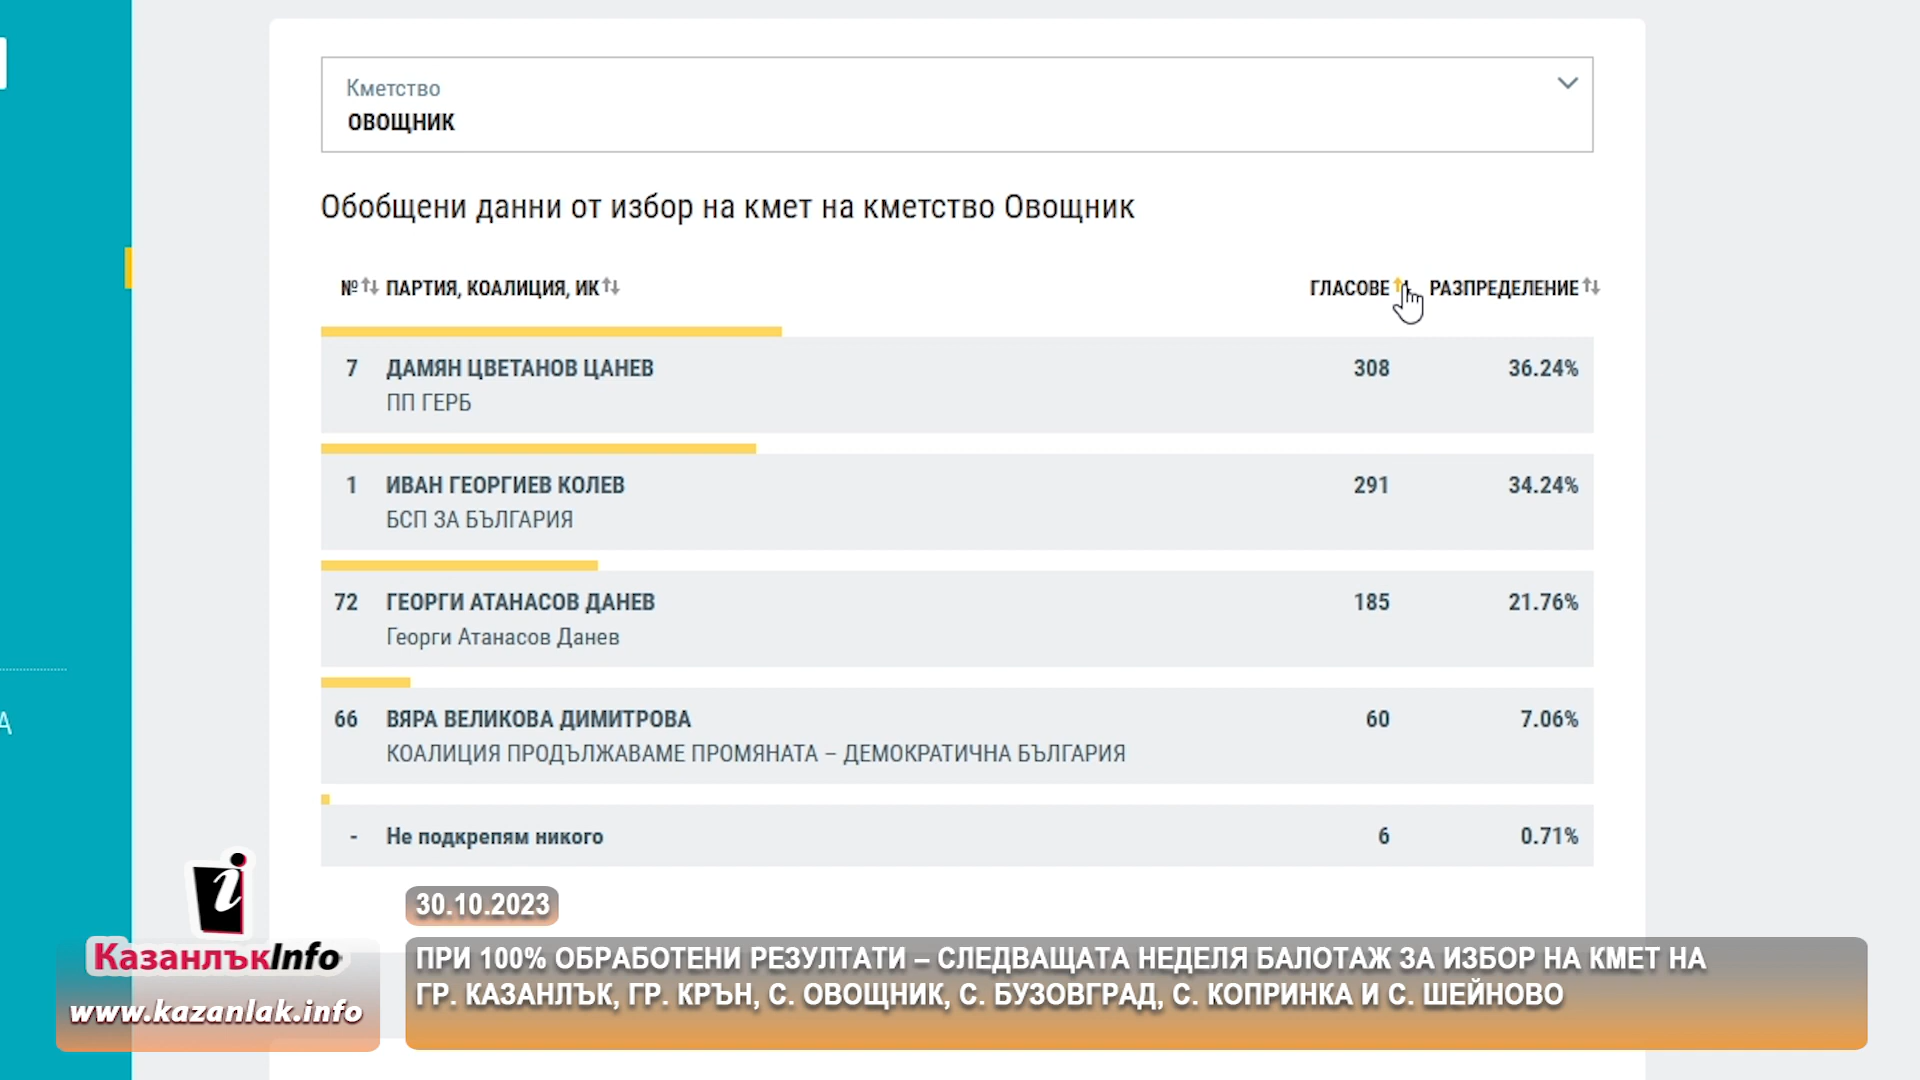 Кметство
ОВОЩНИК
Обобщени данни от избор на кмет на кметство Овощник
№ ПАРТИЯ, КОАЛИЦИЯ, ИК ГЛАСОВЕ РАЗПРЕДЕЛЕНИЕ
7 ДАМЯН ЦВЕТАНОВ ЦАНЕВ 308 36.24%
ПП ГЕРБ
1 ИВАН ГЕОРГИЕВ КОЛЕВ 291 34.24%
БСП ЗА БЪЛГАРИЯ
72 ГЕОРГИ АТАНАСОВ ДАНЕВ 185 21.76%
Георги Атанасов Данев
66 ВЯРА ВЕЛИКОВА ДИМИТРОВА 60 7.06%
КОАЛИЦИЯ ПРОДЪЛЖАВАМЕ ПРОМЯНАТА – ДЕМОКРАТИЧНА БЪЛГАРИЯ
- Не подкрепям никого 6 0.71%
А
30.10.2023
i
КазанлъкInfo
www.kazanlak.info
ПРИ 100% ОБРАБОТЕНИ РЕЗУЛТАТИ – СЛЕДВАЩАТА НЕДЕЛЯ БАЛОТАЖ ЗА ИЗБОР НА КМЕТ НА
ГР. КАЗАНЛЪК, ГР. КРЪН, С. ОВОЩНИК, С. БУЗОВГРАД, С. КОПРИНКА И С. ШЕЙНОВО